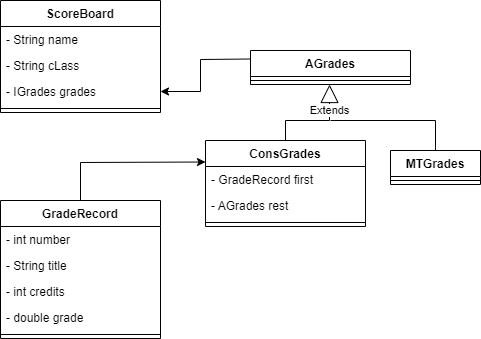 ScoreBoard
- String name
- String cLass
- IGrades grades
AGrades
Extends
ConsGrades
- GradeRecord first
- AGrades rest
MTGrades
GradeRecord
- int number
- String title
- int credits
- double grade